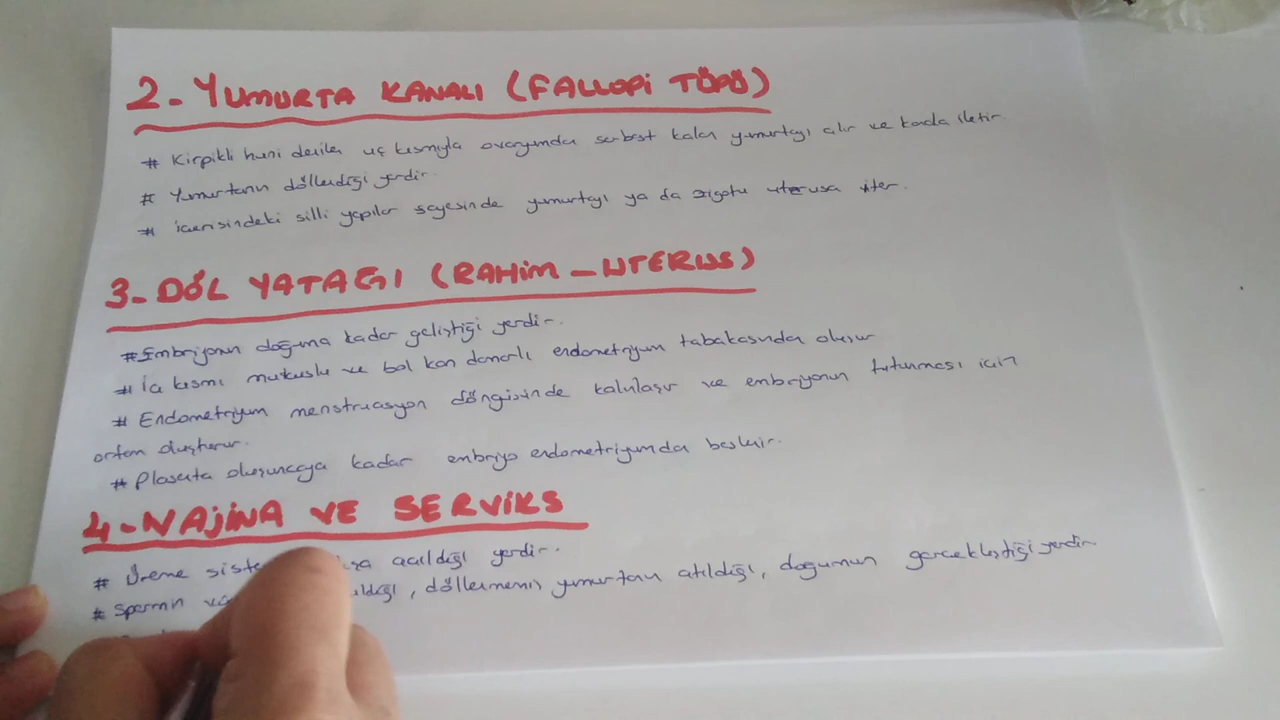 2- YUMURTA KANALI (FALLOPİ TÜPÜ)
# Kirpikli huni denilen uç kısmıyla ovaryumdan serbest kalan yumurtayı alır ve kanala iletir
# Yumurtanın döllendiği yerdir.
# İçerisindeki silli yapılar sayesinde yumurtayı ya da zigotu uterusa iter.
3- DÖL YATAĞI (RAHİM - UTERUS)
# Embriyonun doğuma kadar geliştiği yerdir.
# İç kısmı mukuslu ve bol kan damarlı endometriyum tabakasından oluşur
# Endometriyum menstruasyon döngüsünde kalınlaşır ve embriyonun tutunması için
ortam oluşturur.
# Plasenta oluşuncaya kadar embriyo endometriyumda beslenir.
4- VAJİNA VE SERVİKS
# Üreme açıldığı yerdir.
# Spermin , döllenmemiş yumurtanın atıldığı, doğumun gerçekleştiği yerdir